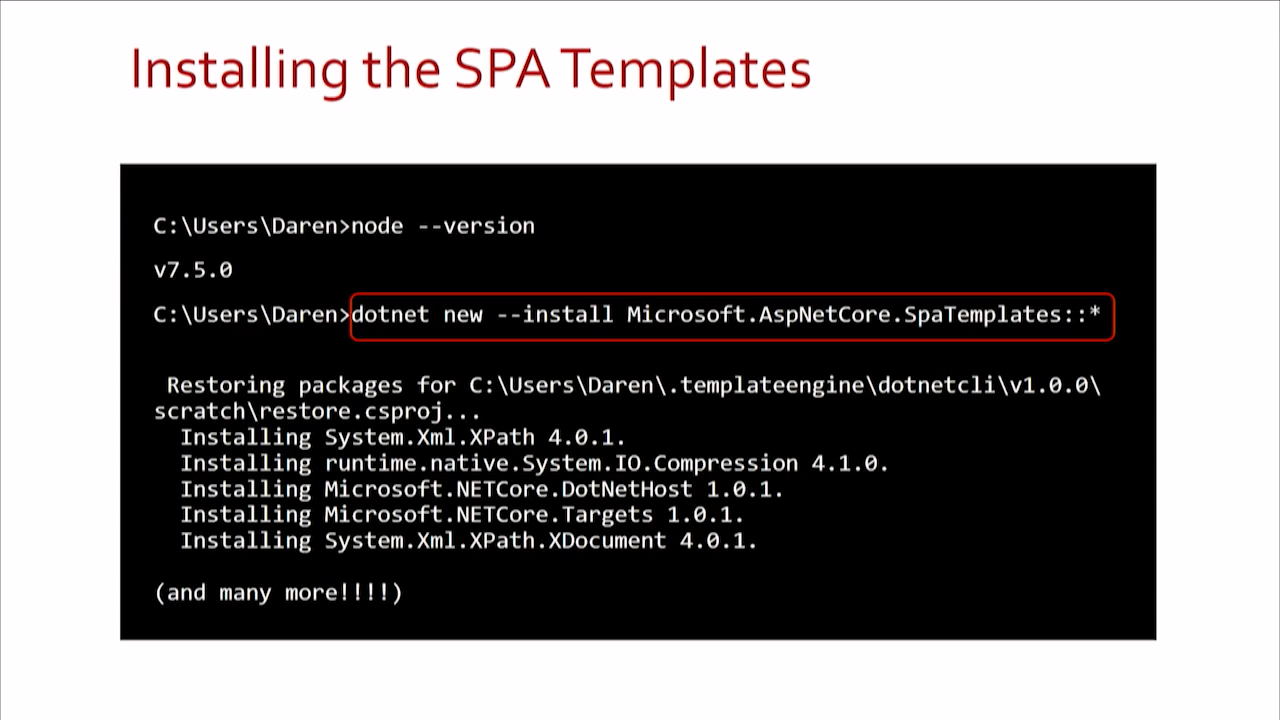 Installing the SPA Templates
C:\Users\Daren>node --version
v7.5.0
C:\Users\Daren>dotnet new --install Microsoft.AspNetCore.SpaTemplates::*
Restoring packages for C:\Users\Daren\.templateengine\dotnetcli\v1.0.0\
scratch\restore.csproj...
Installing System.Xml.XPath 4.0.1.
Installing runtime.native.System.IO.Compression 4.1.0.
Installing Microsoft.NETCore.DotNetHost 1.0.1.
Installing Microsoft.NETCore.Targets 1.0.1.
Installing System.Xml.XPath.XDocument 4.0.1.
(and many more!!!!)